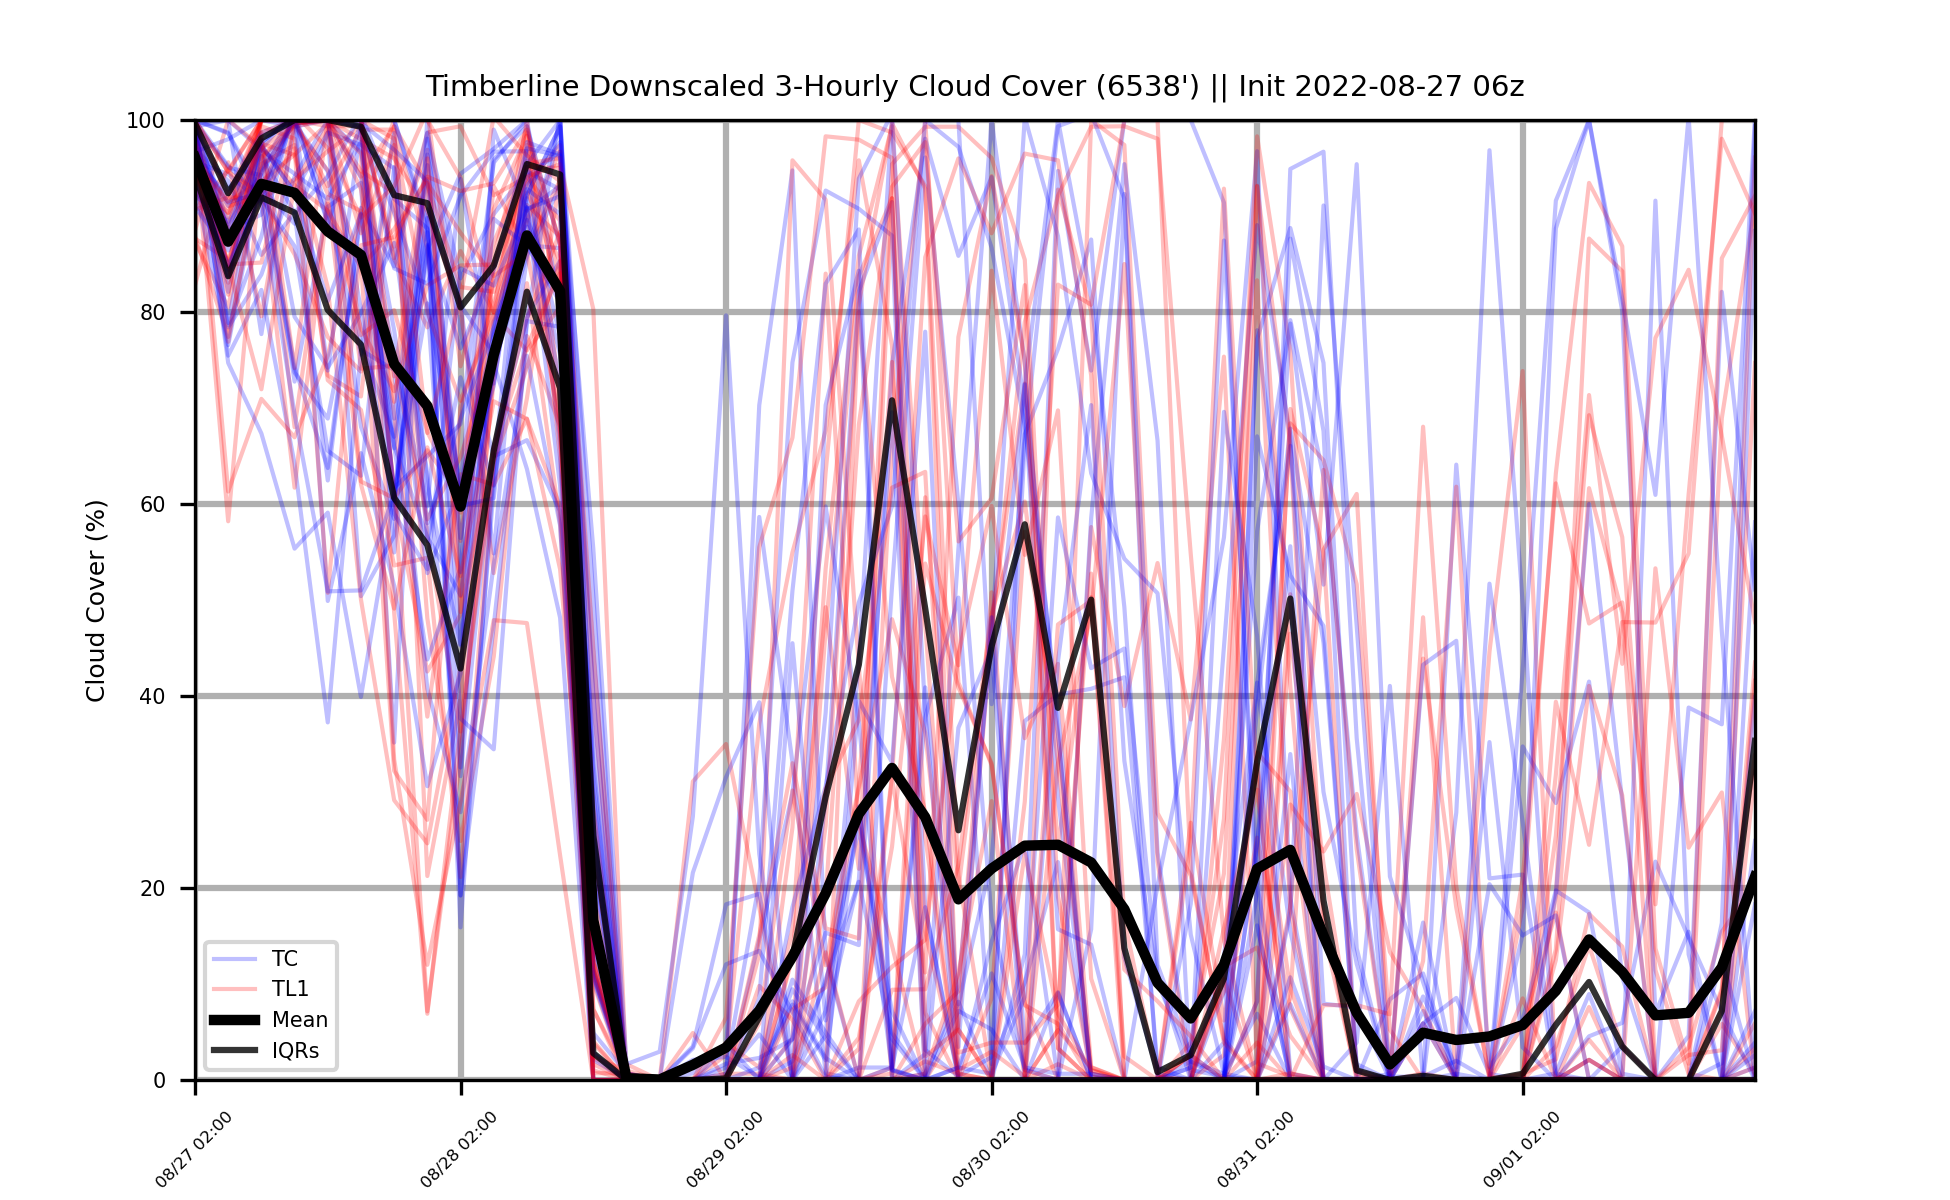 Timberline Downscaled 3-Hourly Cloud Cover (6538') || Init 2022-08-27 06z
Cloud Cover (%)
100
80
60
40
20
0
TC
TL1
Mean
IQRs
08/27 02:00
08/28 02:00
08/29 02:00
08/30 02:00
08/31 02:00
09/01 02:00